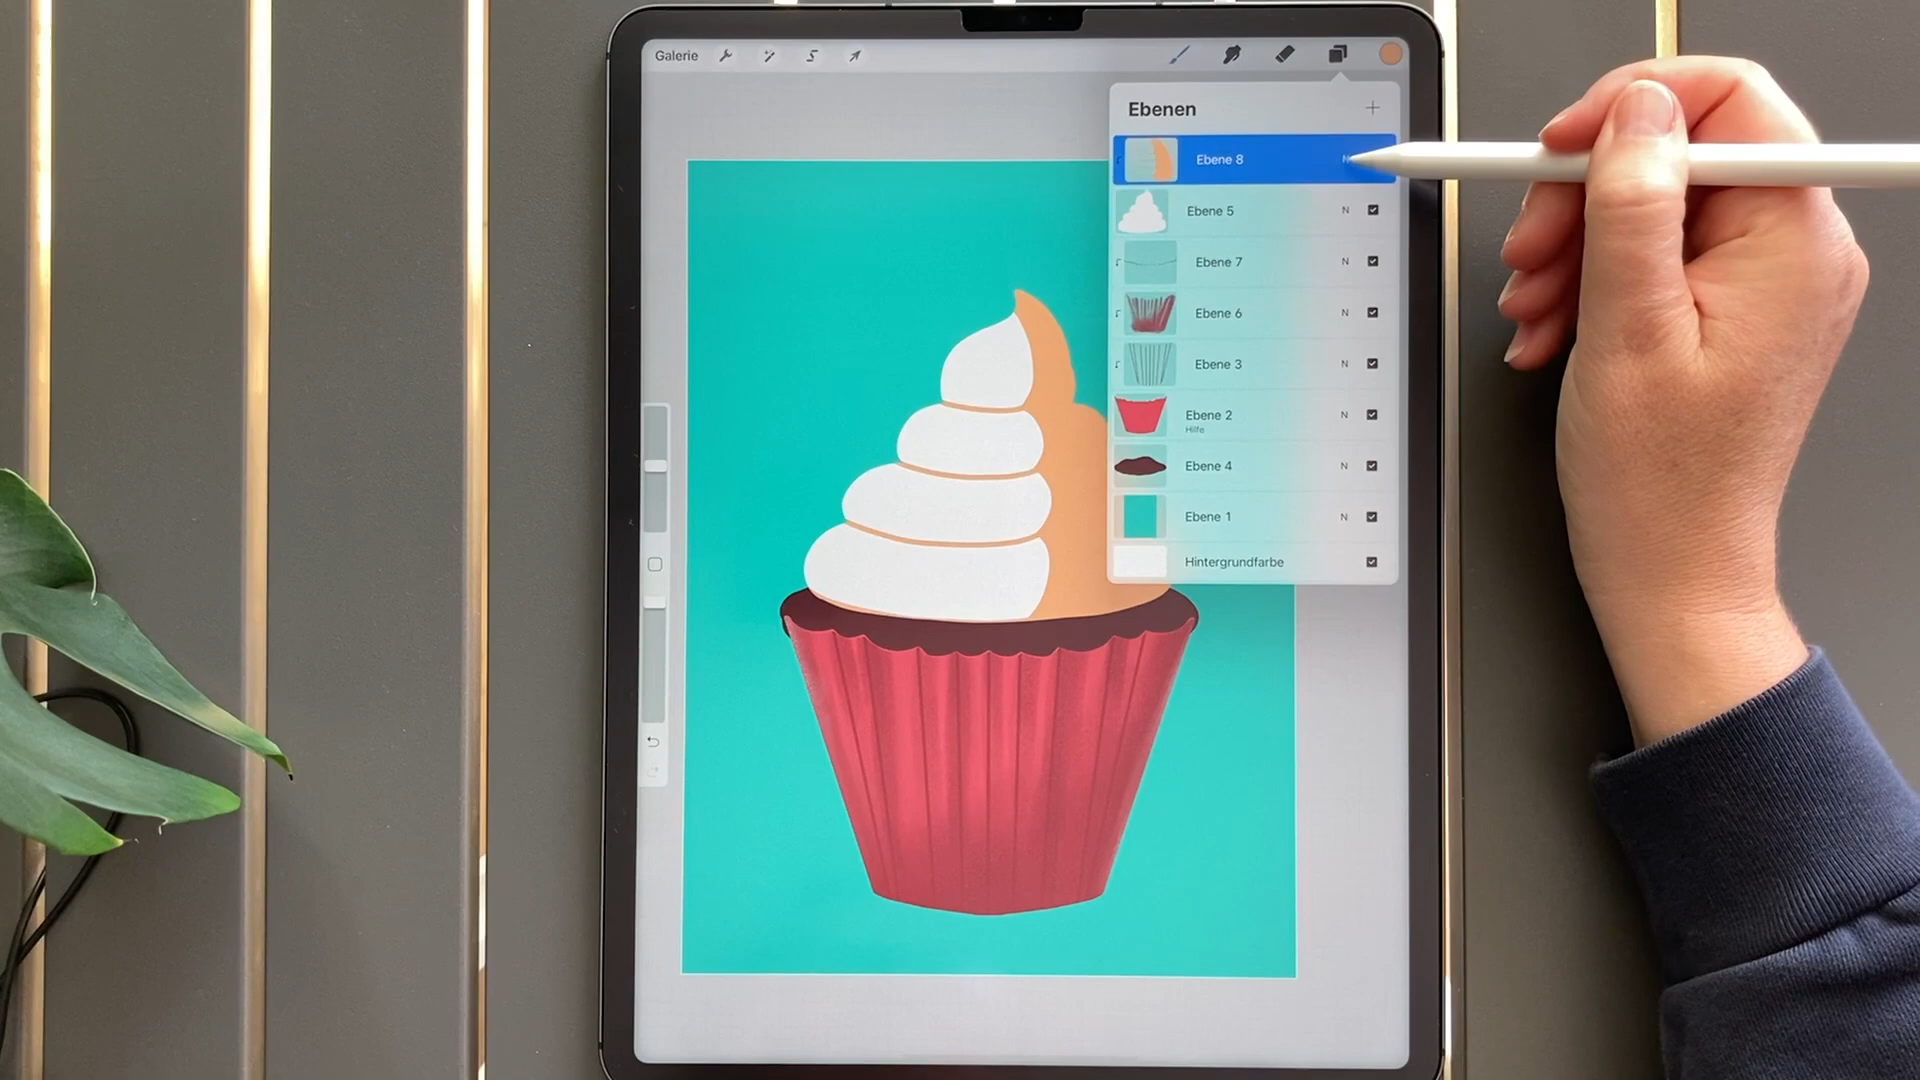 Galerie
Ebenen
Ebene 8
N
Ebene 5
N
Ebene 7
N
Ebene 6
N
Ebene 3
N
Ebene 2
N
Hilfe
Ebene 4
N
Ebene 1
N
Hintergrundfarbe